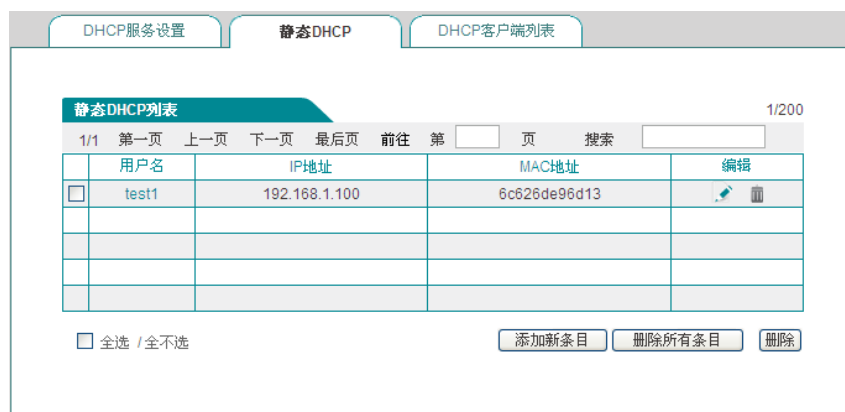 DHCP服务设置 静态DHCP DHCP客户端列表
静态DHCP列表 1/200
1/1 第一页 上一页 下一页 最后页 前往 第 页 搜索
用户名 IP地址 MAC地址 编辑
test1 192.168.1.100 6c626de96d13
全选 /全不选 添加新条目 删除所有条目 删除